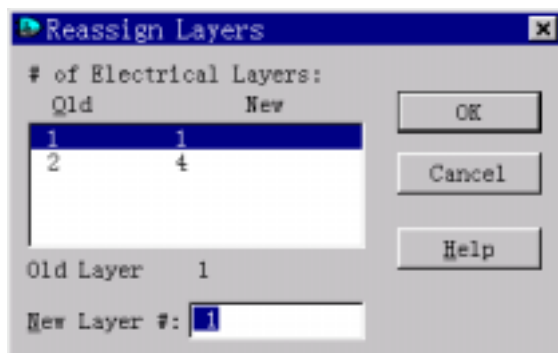 Reassign Layers
# of Electrical Layers:
Old New
1 1
2 4
Old Layer 1
New Layer #: 1
OK
Cancel
Help